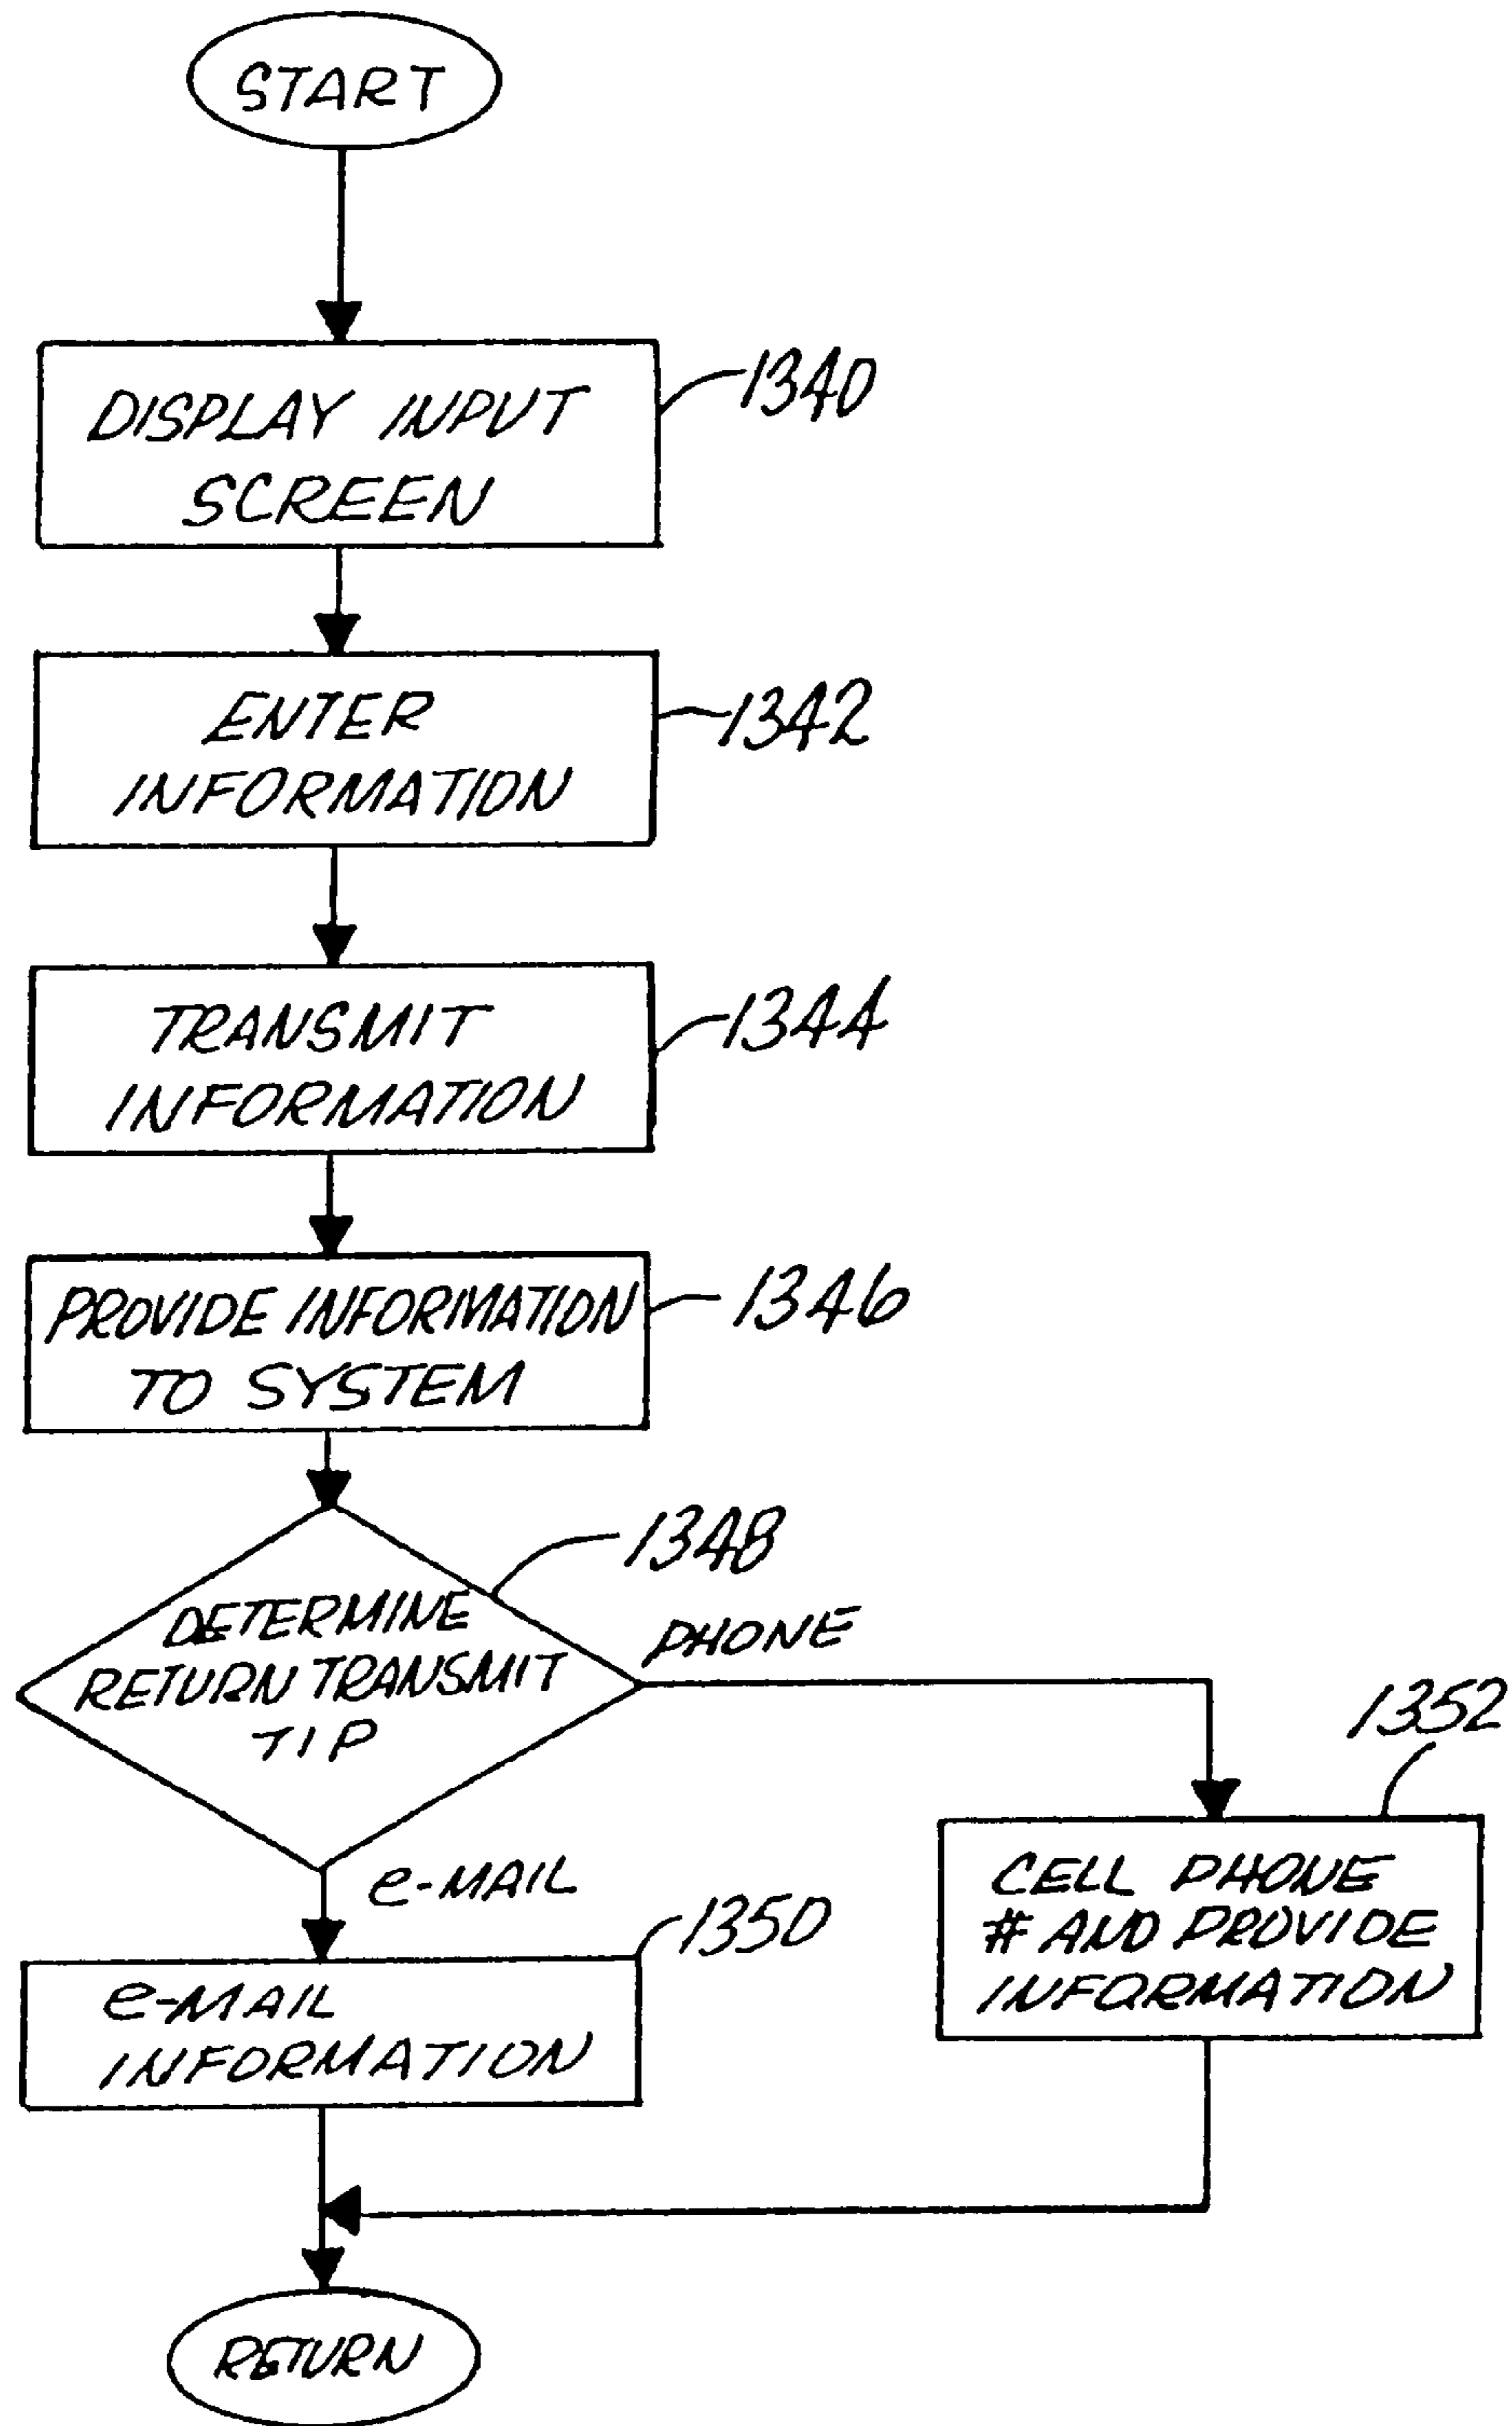 START
DISPLAY INPUT
SCREEN
1340
ENTER
INFORMATION
1342
TRANSMIT
INFORMATION
1344
PROVIDE INFORMATION
TO SYSTEM
1346
DETERMINE
RETURN TRANSMIT
TIP
1348
PHONE
e-MAIL
1352
CELL PHONE
# AND PROVIDE
INFORMATION
1350
e-MAIL
INFORMATION
RETURN